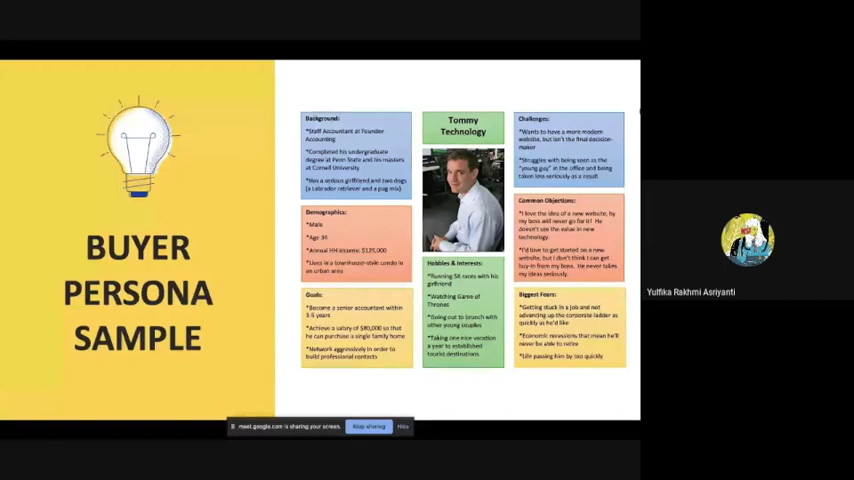 BUYER
PERSONA
SAMPLE
Background:
*Staff Accountant at Founder
Accounting
*Completed his undergraduate
degree at Penn State and his masters
at Cornell University
*Has a serious girlfriend and two dogs
(a Labrador retriever and a pug mix)
Demographics:
*Male
*Age 34
*Annual HH income: $125,000
*Lives in a townhouse-style condo in
an urban area
Goals:
*Become a senior accountant within
3-5 years
*Achieve a salary of $80,000 so that
he can purchase a single family home
*Network aggressively in order to
build professional contacts
Tommy
Technology
Hobbies & Interests:
*Running 5K races with his
girlfriend
*Watching Game of
Thrones
*Going out to brunch with
other young couples
*Taking one nice vacation
a year to established
tourist destinations
Challenges:
*Wants to have a more modern
website, but isn't the final decision-
maker
*Struggles with being seen as the
"young guy" in the office and being
taken less seriously as a result
Common Objections:
*I love the idea of a new website, by
my boss will never go for it! He
doesn't see the value in new
technology.
*I'd love to get started on a new
website, but I don't think I can get
buy-in from my boss. He never takes
my ideas seriously.
Biggest Fears:
*Getting stuck in a job and not
advancing up the corporate ladder as
quickly as he'd like
*Economic recessions that mean he'll
never be able to retire
*Life passing him by too quickly
meet.google.com is sharing your screen.
Stop sharing
Hide
Yulfika Rakhmi Asriyanti